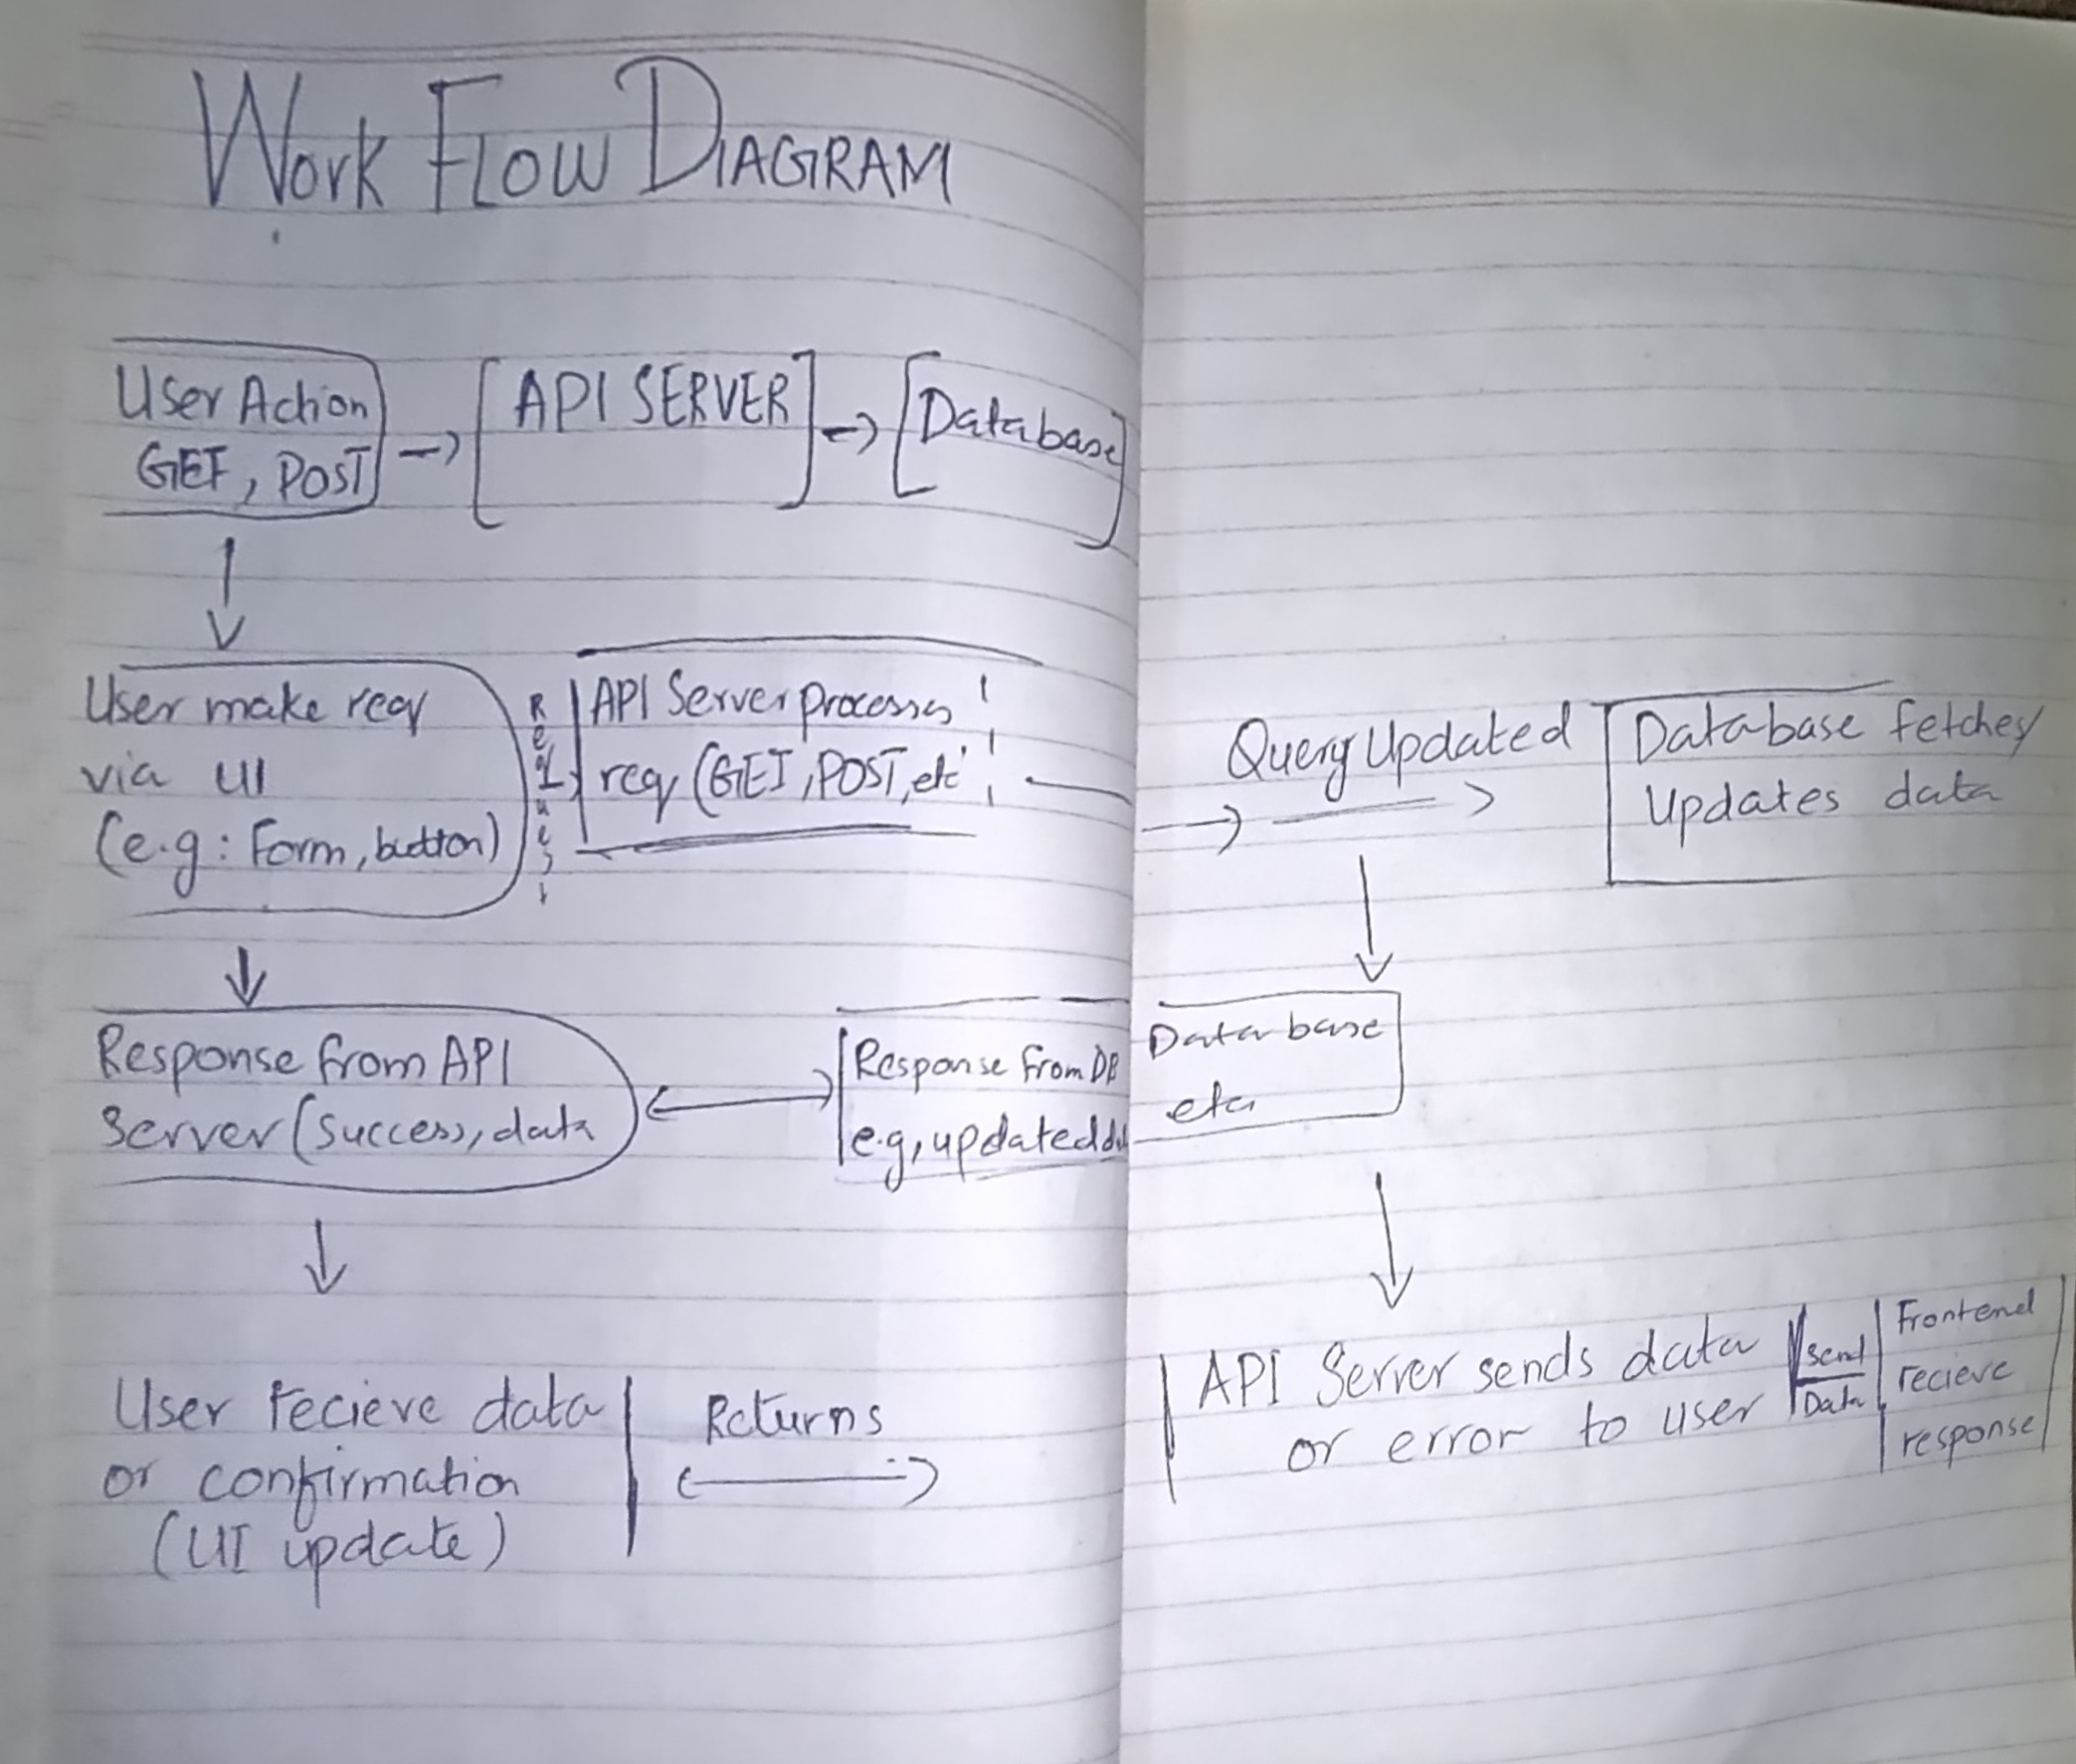 Work Flow Diagram
User Action
GET, POST
->
API SERVER
->
Database
User make req
via UI
(e.g: Form, button)
Request
API Server processes
req (GET, POST, etc
Query Updated
Database fetches
Updates data
Response from API
Server (success, data
Response from DB
e.g, updated
Database
etc
User recieve data
or confirmation
(UI update)
Returns
API Server sends data
or error to user
Send
Data
Frontend
recieve
response